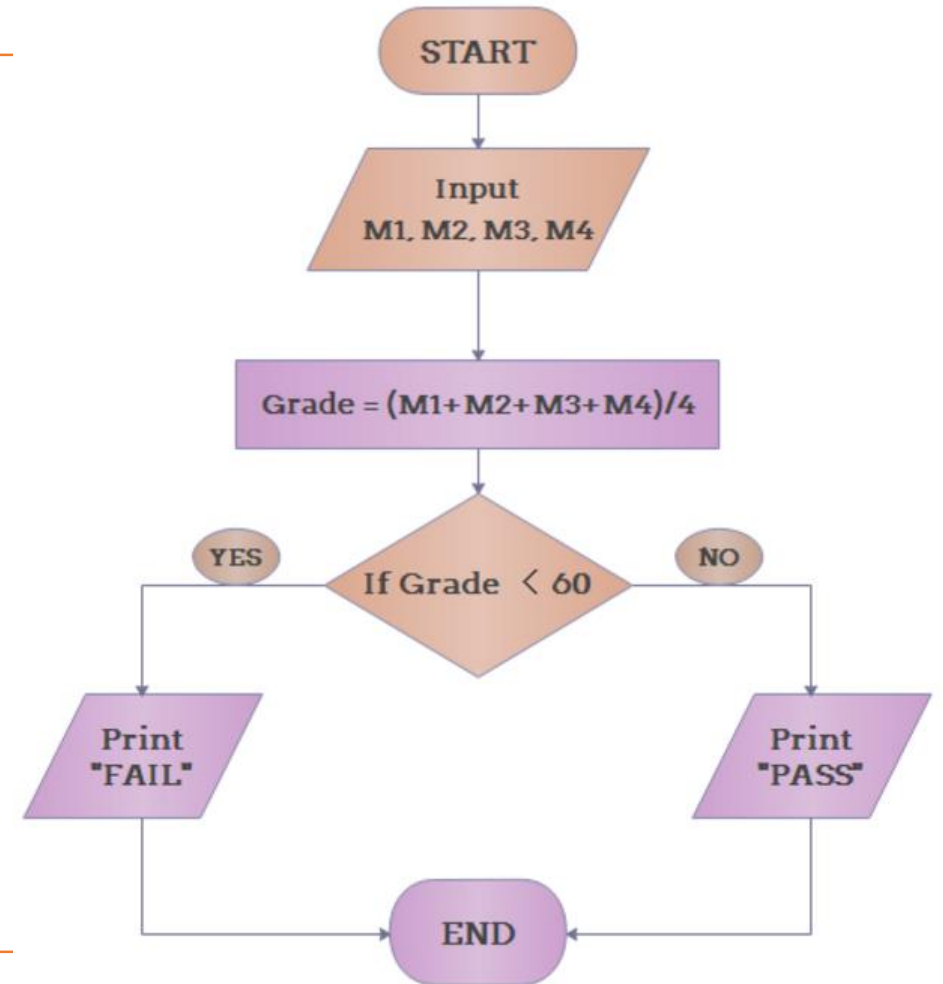 START
Input
M1, M2, M3, M4
Grade = (M1+M2+M3+M4)/4
YES
If Grade < 60
NO
Print
"FAIL"
Print
"PASS"
END